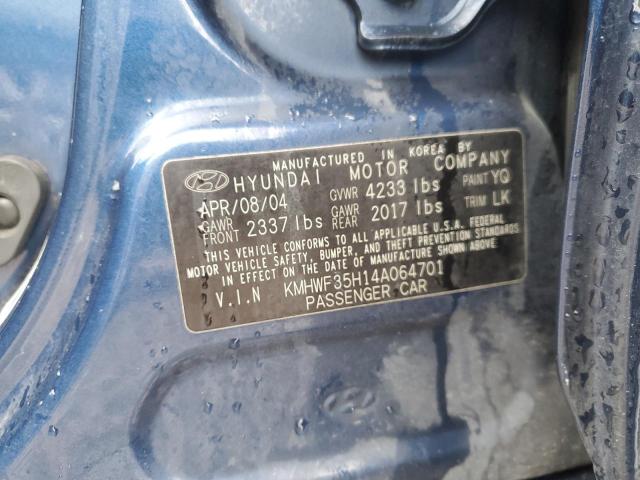 MANUFACTURED IN KOREA BY
HYUNDAI MOTOR COMPANY
APR/08/04 GVWR 4233 lbs PAINT YQ
GAWR FRONT 2337 lbs GAWR REAR 2017 lbs TRIM LK
THIS VEHICLE CONFORMS TO ALL APPLICABLE U.S.A. FEDERAL
MOTOR VEHICLE SAFETY, BUMPER, AND THEFT PREVENTION STANDARDS
IN EFFECT ON THE DATE OF MANUFACTURE SHOWN ABOVE.
V.I.N KMHWF35H14A064701
PASSENGER CAR